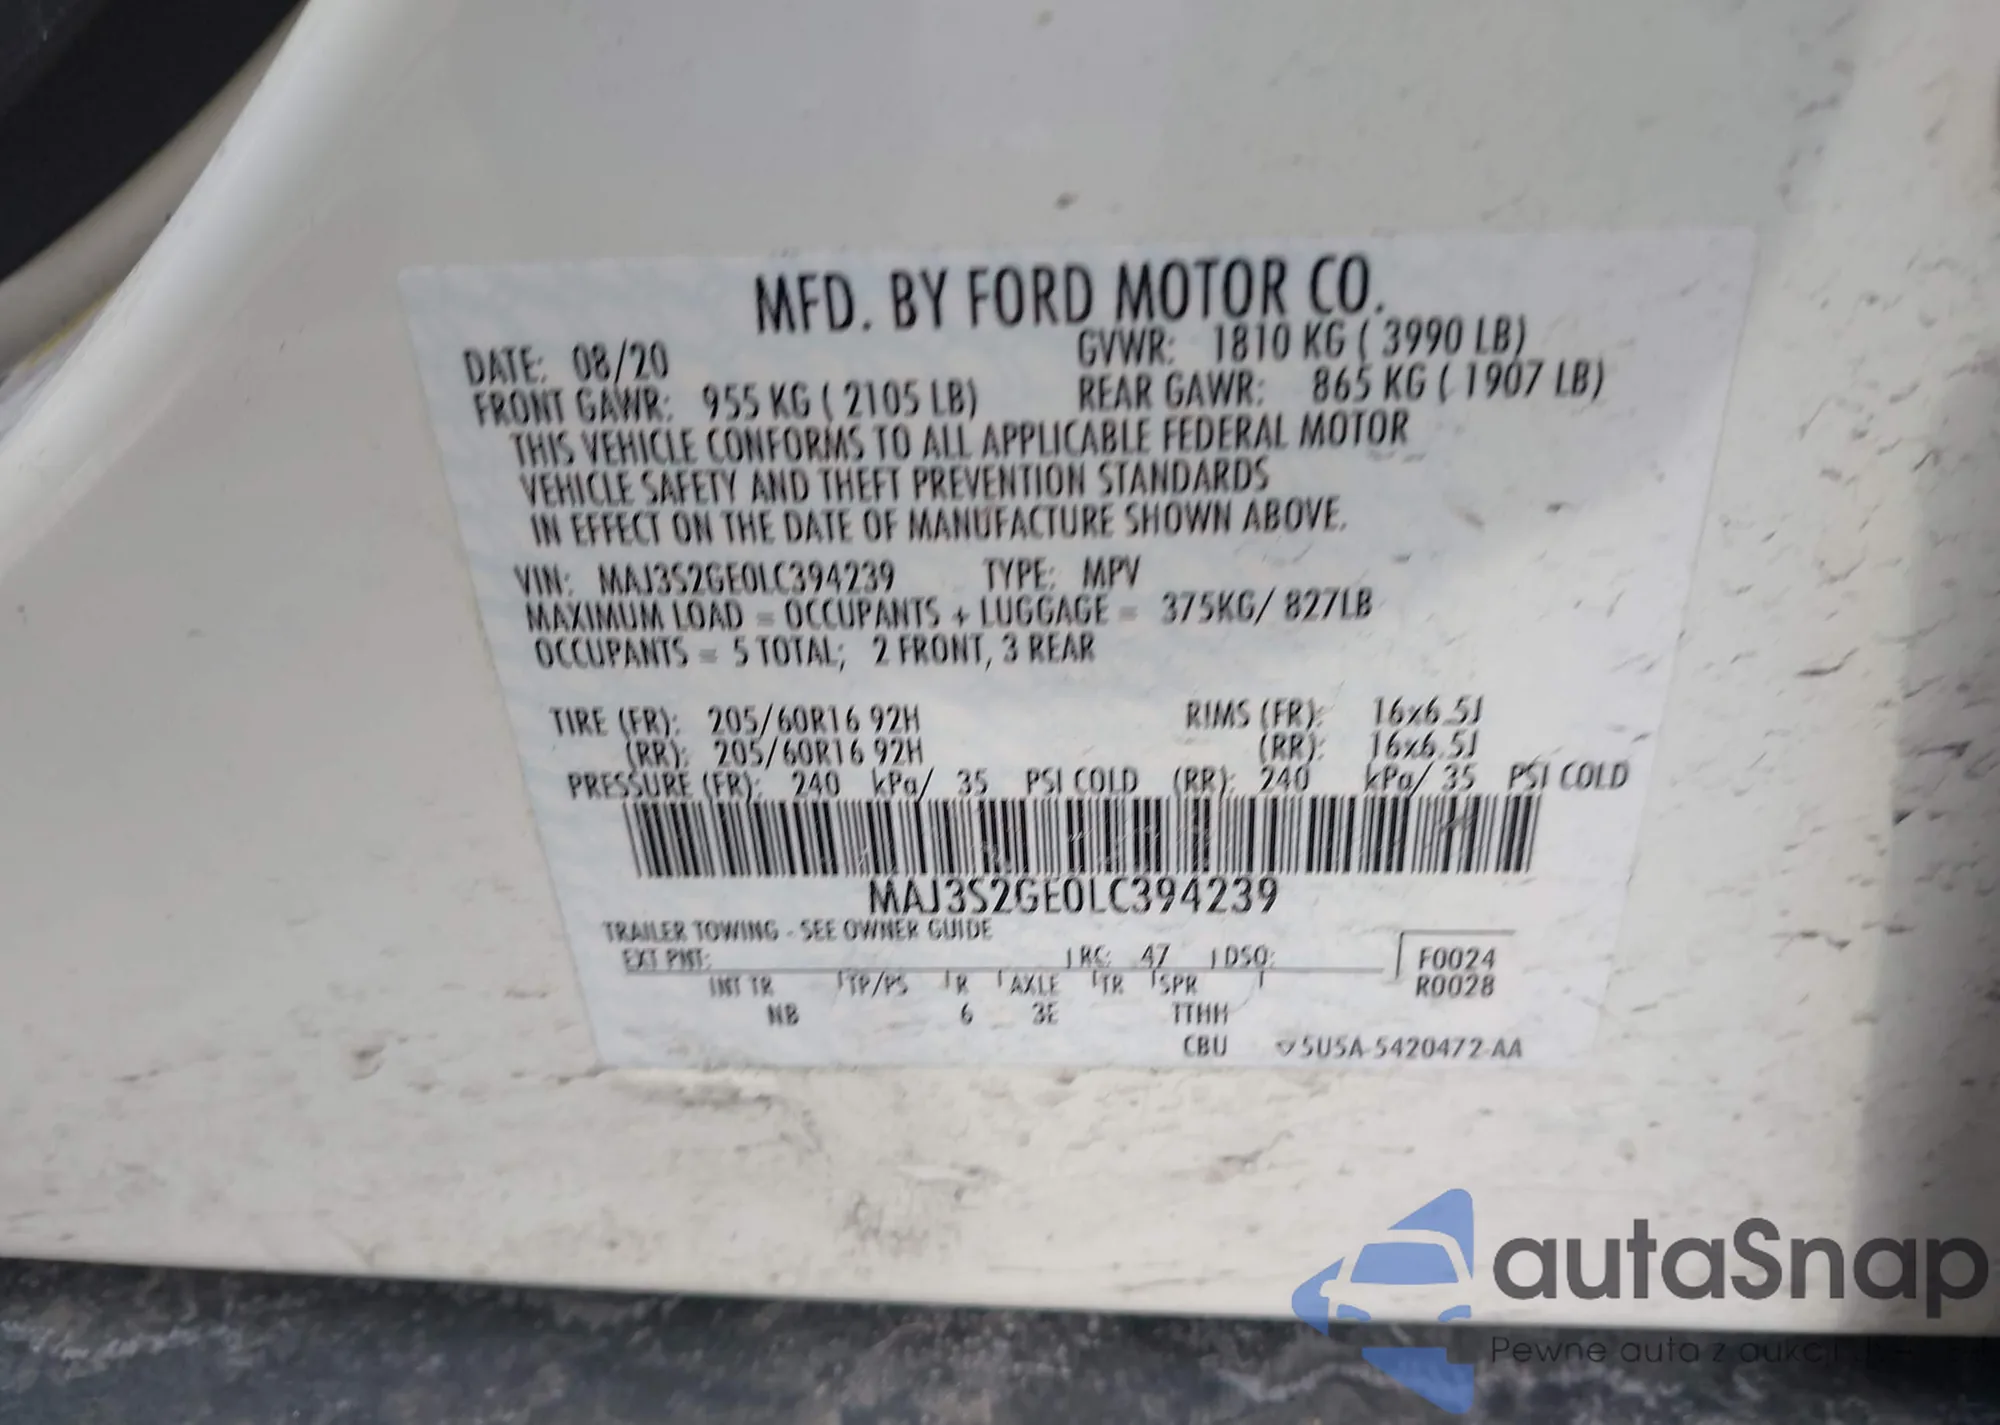 MFD. BY FORD MOTOR CO.
DATE: 08/20 GVWR: 1810 KG ( 3990 LB)
FRONT GAWR: 955 KG ( 2105 LB) REAR GAWR: 865 KG ( 1907 LB)
THIS VEHICLE CONFORMS TO ALL APPLICABLE FEDERAL MOTOR
VEHICLE SAFETY AND THEFT PREVENTION STANDARDS
IN EFFECT ON THE DATE OF MANUFACTURE SHOWN ABOVE.
VIN: MAJ3S2GE0LC394239 TYPE: MPV
MAXIMUM LOAD = OCCUPANTS + LUGGAGE = 375KG/ 827LB
OCCUPANTS = 5 TOTAL; 2 FRONT, 3 REAR
TIRE (FR): 205/60R16 92H RIMS (FR): 16x6.5J
(RR): 205/60R16 92H (RR): 16x6.5J
PRESSURE (FR): 240 kPa/ 35 PSI COLD (RR): 240 kPa/ 35 PSI COLD
MAJ3S2GE0LC394239
TRAILER TOWING - SEE OWNER GUIDE
EXT PNT: RC: 47 DSO: F0024
INT TR TP/PS R AXLE TR SPR R0028
NB 6 3E TTHH
CBU 5U5A-5420472-AA
autaSnap
Pewne auta z aukcji